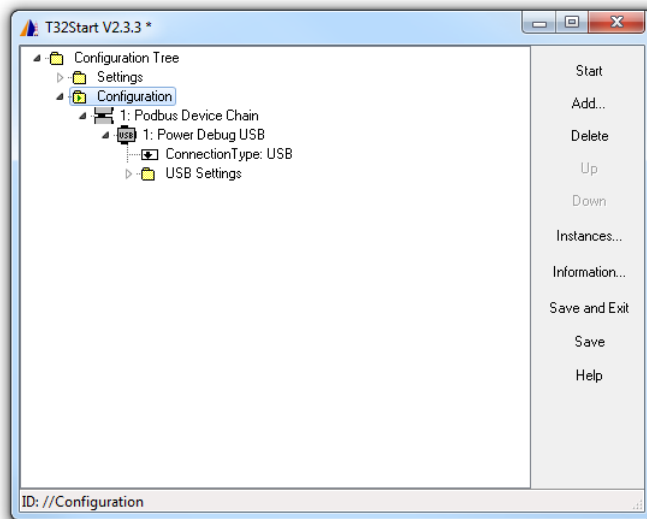 T32Start V2.3.3 *
Configuration Tree
Settings
Configuration
1: Podbus Device Chain
USB
1: Power Debug USB
ConnectionType: USB
USB Settings
Start
Add...
Delete
Up
Down
Instances...
Information...
Save and Exit
Save
Help
ID: //Configuration